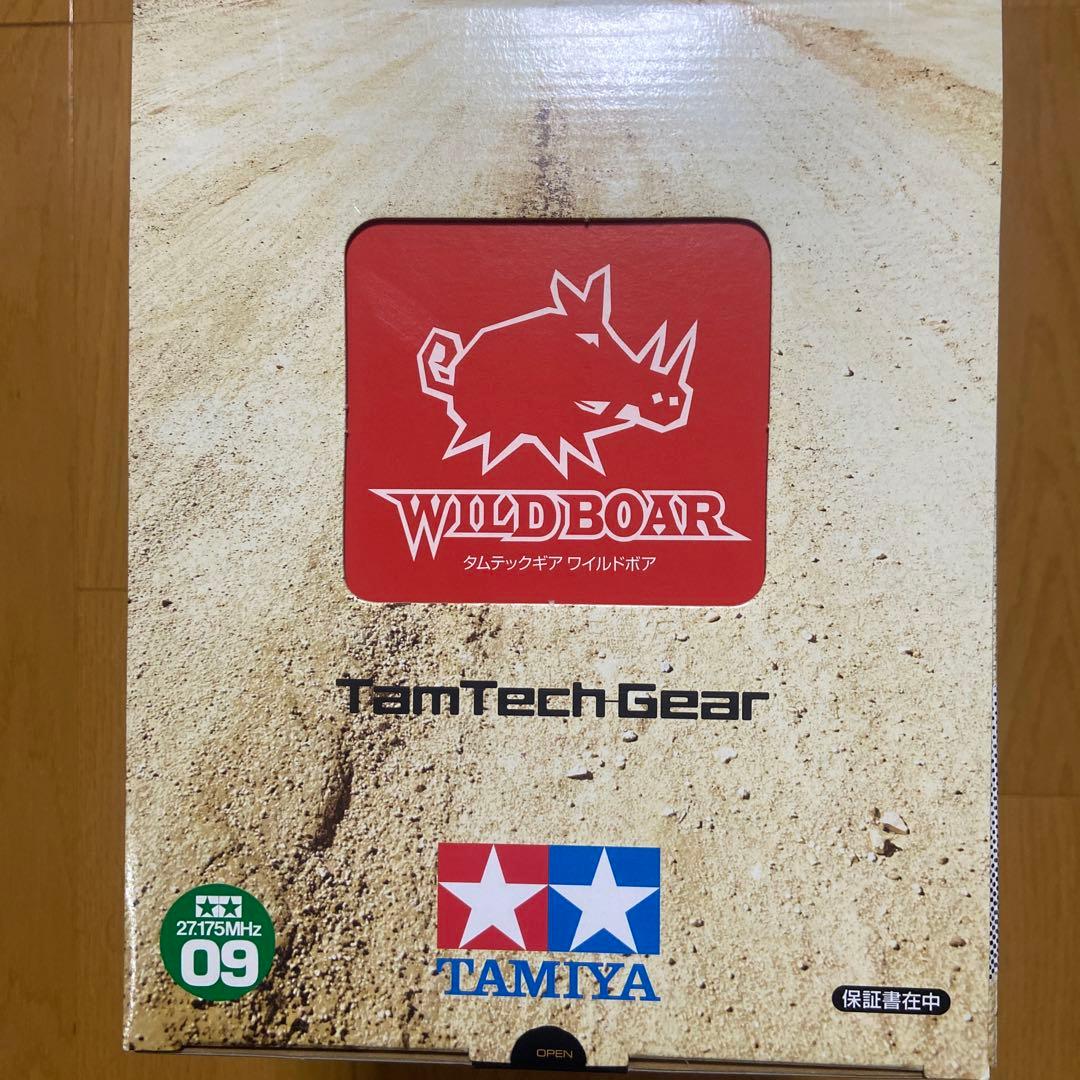 WILD BOAR
タムテックギア ワイルドボア
TamTech-Gear
27.175MHz
09
TAMIYA
保証書在中
OPEN